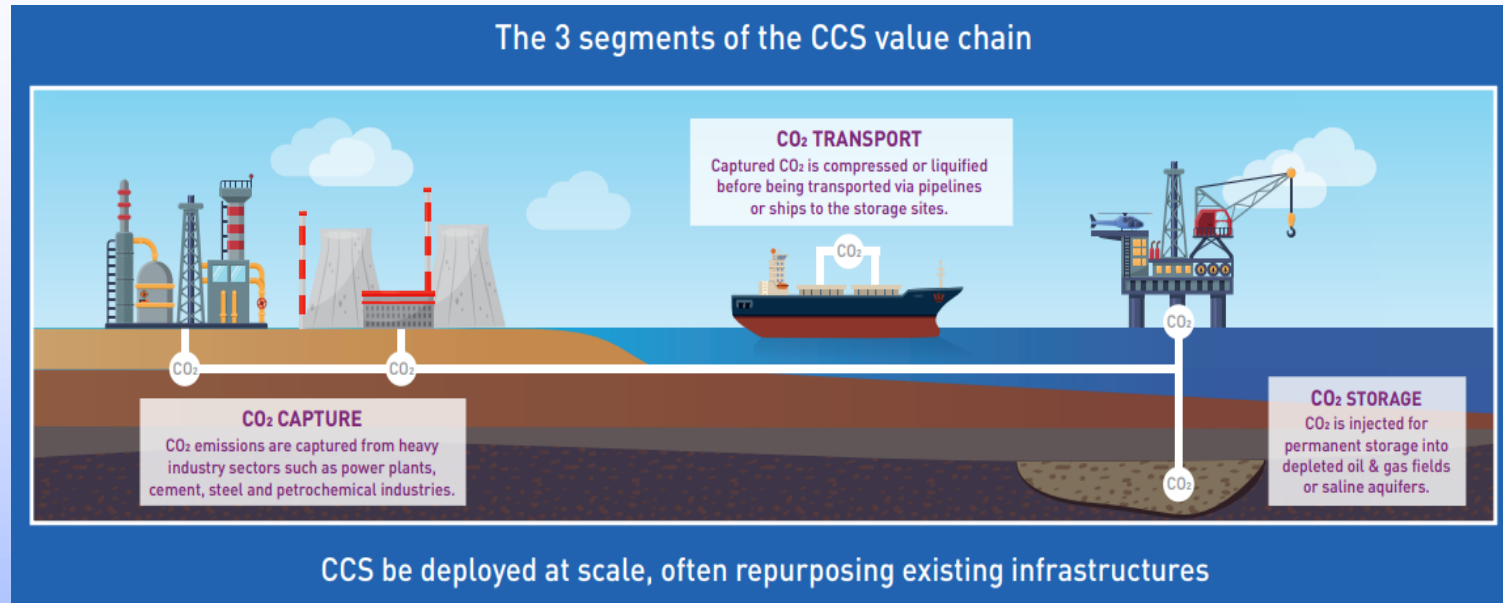 The 3 segments of the CCS value chain
CO₂ TRANSPORT
Captured CO₂ is compressed or liquified
before being transported via pipelines
or ships to the storage sites.
CO₂
CO₂
CO₂
CO₂
CO₂ CAPTURE
CO₂ emissions are captured from heavy
industry sectors such as power plants,
cement, steel and petrochemical industries.
CO₂ STORAGE
CO₂ is injected for
permanent storage into
depleted oil & gas fields
or saline aquifers.
CO₂
CCS be deployed at scale, often repurposing existing infrastructures